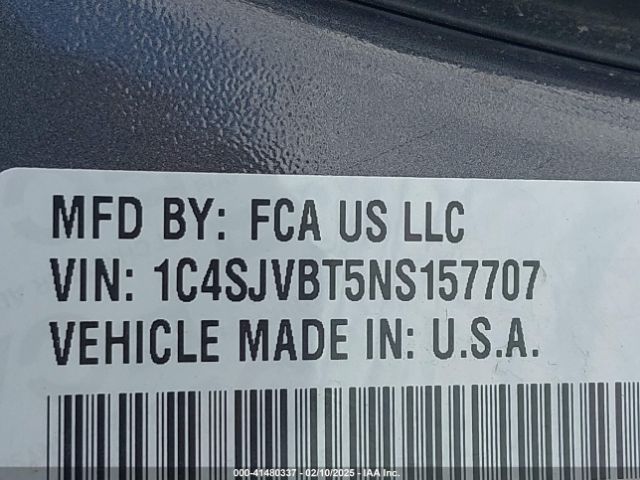 MFD BY: FCA US LLC
VIN: 1C4SJVBT5NS157707
VEHICLE MADE IN: U.S.A.
000-41480337 - 02/10/2025 - IAA Inc.